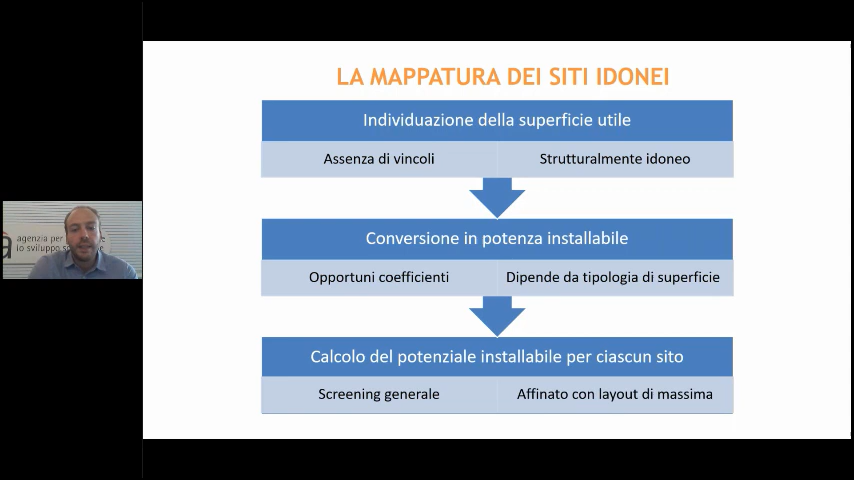 LA MAPPATURA DEI SITI IDONEI
Individuazione della superficie utile
Assenza di vincoli
Strutturalmente idoneo
Conversione in potenza installabile
Opportuni coefficienti
Dipende da tipologia di superficie
Calcolo del potenziale installabile per ciascun sito
Screening generale
Affinato con layout di massima
agenzia per
lo sviluppo